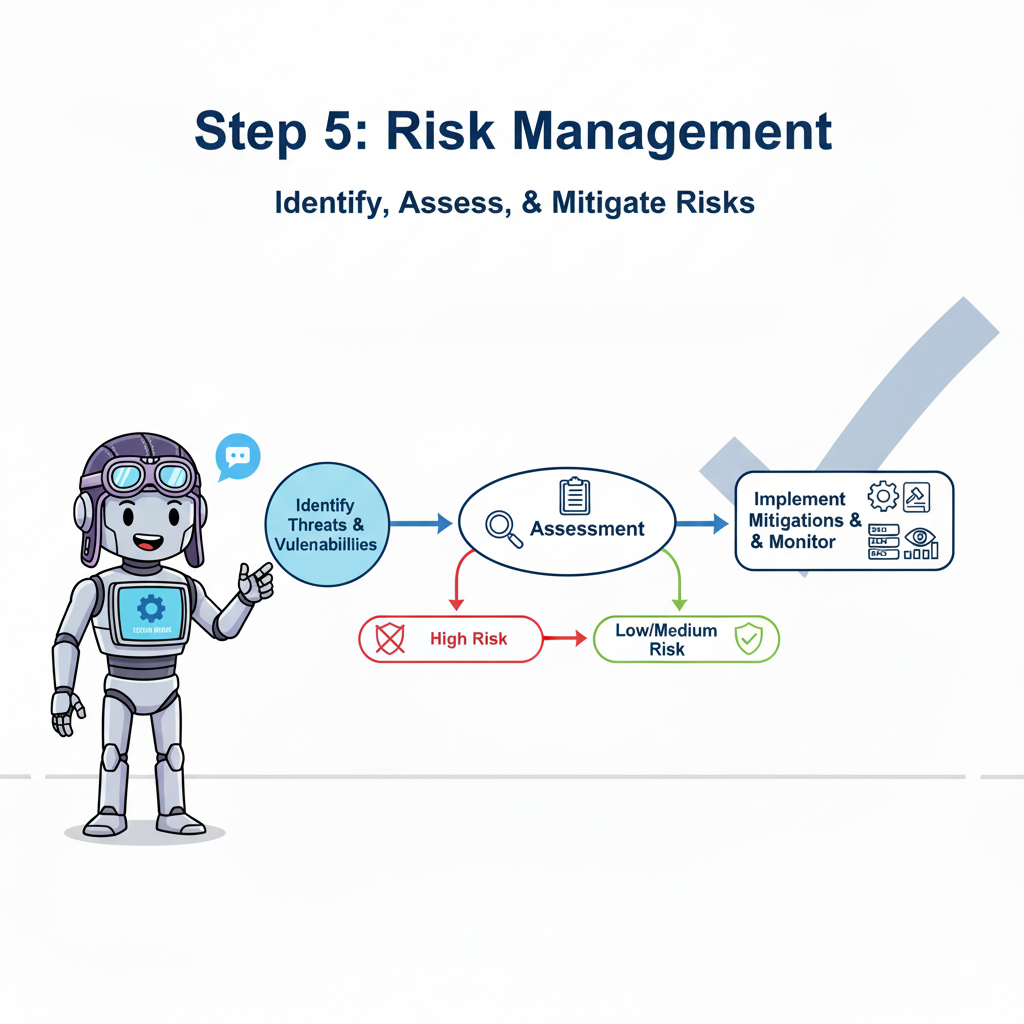 Step 5: Risk Management
Identify, Assess, & Mitigate Risks
Identify
Threats &
Vulenabillies
Assessment
Implement
Mitigations &
& Monitor
High Risk
Low/Medium
Risk